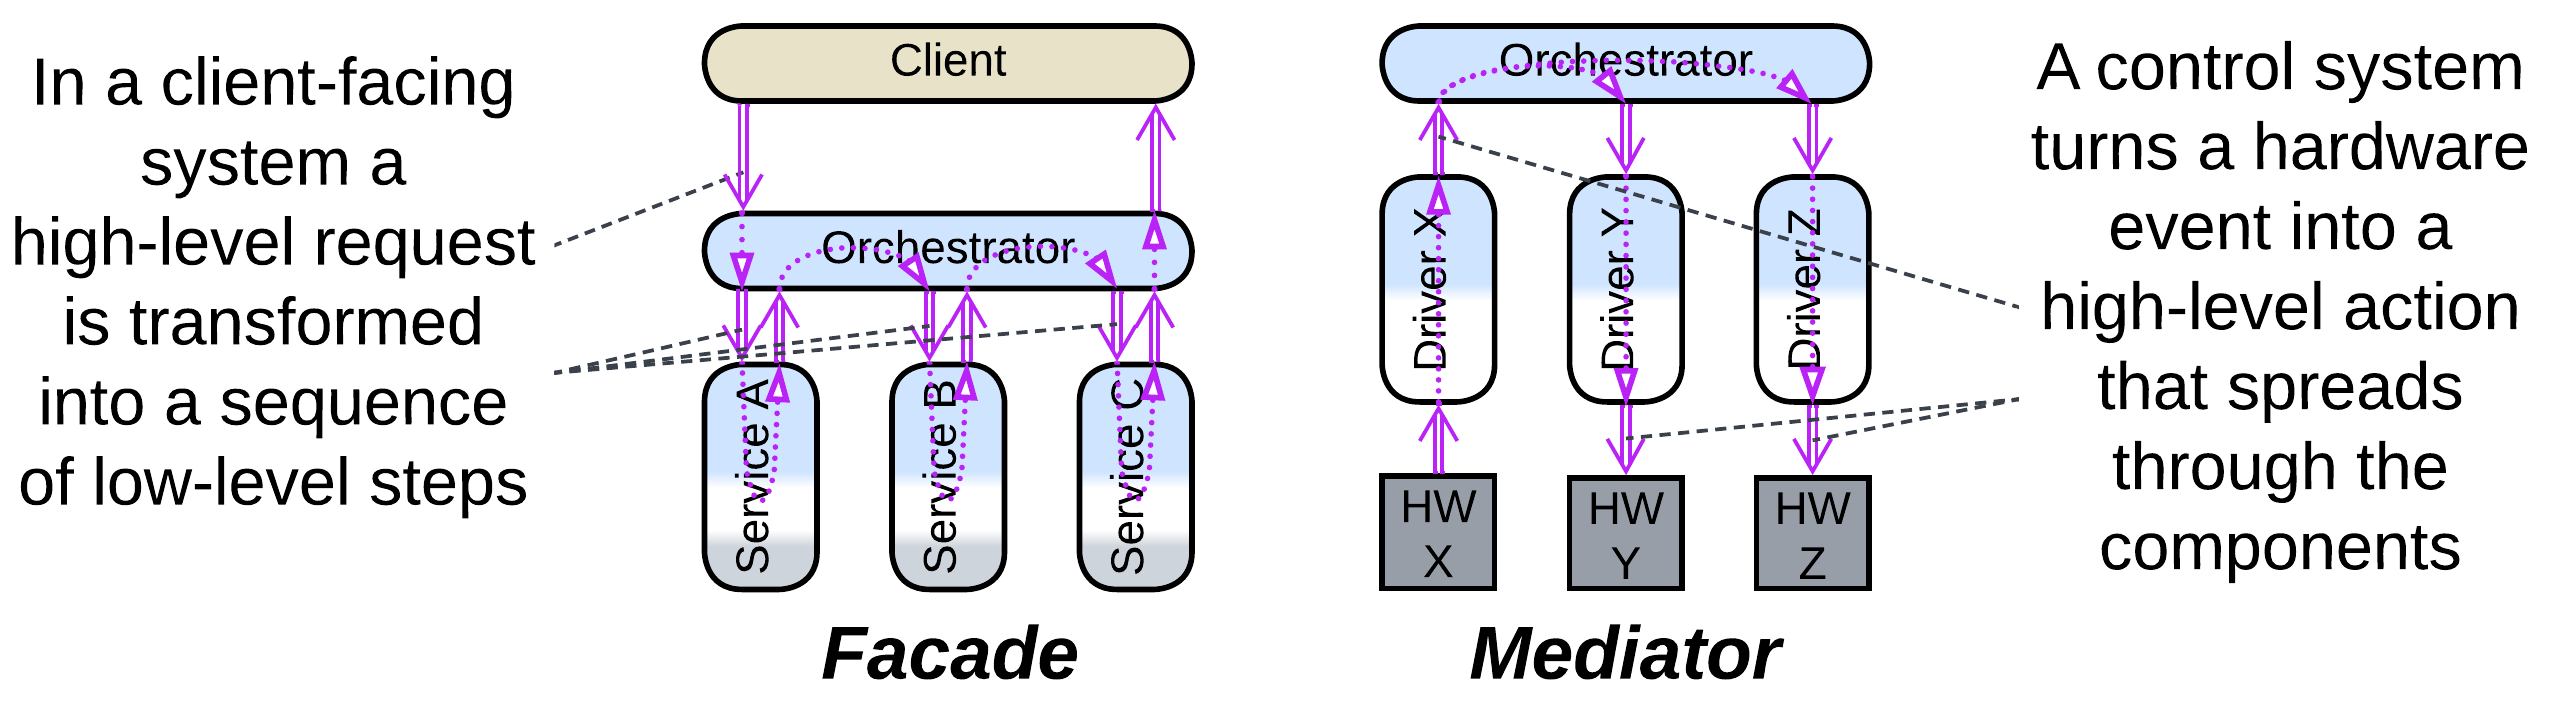 In a client-facing
system a
high-level request
is transformed
into a sequence
of low-level steps
Client
Orchestrator
Service A
Service B
Service C
Facade
Orchestrator
Driver X
Driver Y
Driver Z
HW
X
HW
Y
HW
Z
Mediator
A control system
turns a hardware
event into a
high-level action
that spreads
through the
components